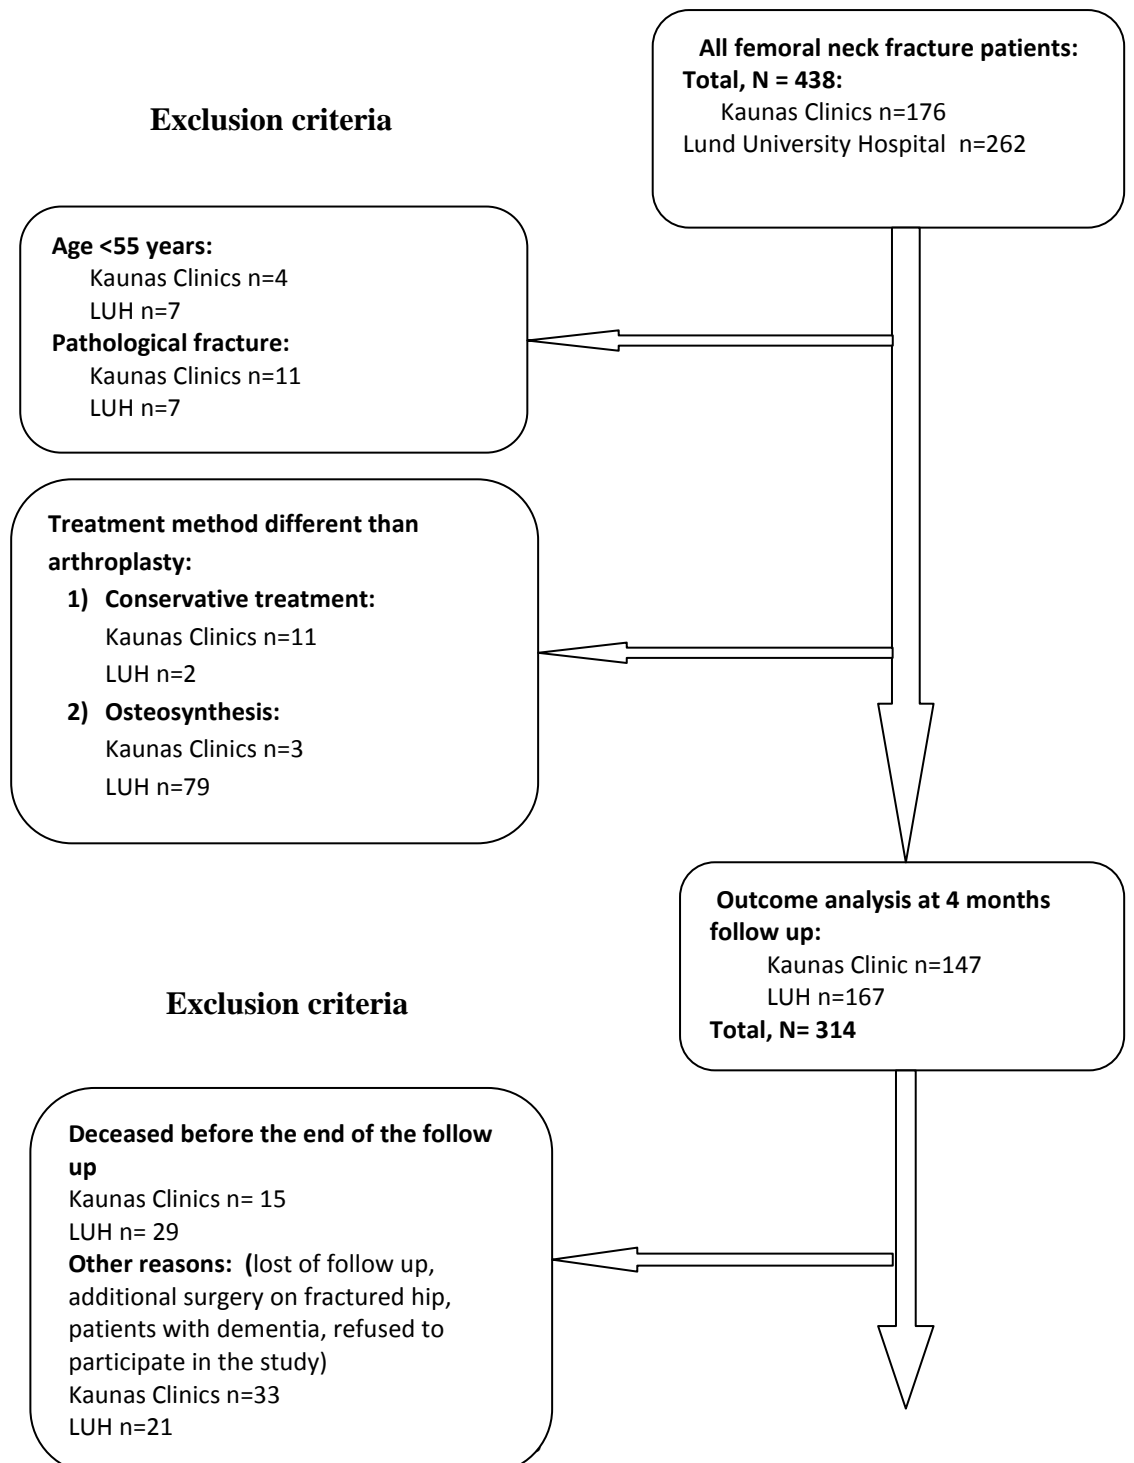 All femoral neck fracture patients:
Total, N = 438:
Kaunas Clinics n=176
Lund University Hospital  n=262
Exclusion criteria
Age <55 years:
Kaunas Clinics n=4
LUH n=7
Pathological fracture:
Kaunas Clinics n=11
LUH n=7
Treatment method different than
arthroplasty:
1) Conservative treatment:
Kaunas Clinics n=11
LUH n=2
2) Osteosynthesis:
Kaunas Clinics n=3
LUH n=79
Outcome analysis at 4 months
follow up:
Kaunas Clinic n=147
LUH n=167
Total, N= 314
Exclusion criteria
Deceased before the end of the follow
up
Kaunas Clinics n= 15
LUH n= 29
Other reasons:  (lost of follow up,
additional surgery on fractured hip,
patients with dementia, refused to
participate in the study)
Kaunas Clinics n=33
LUH n=21